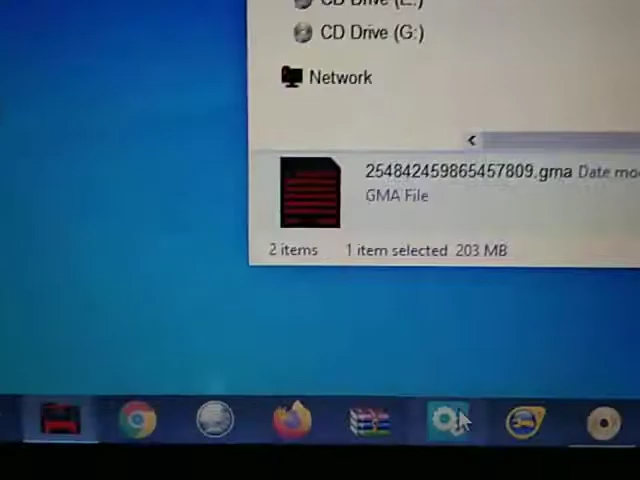 CD Drive (E:)
CD Drive (G:)
Network
254842459865457809.gma Date mo
GMA File
2 items 1 item selected 203 MB